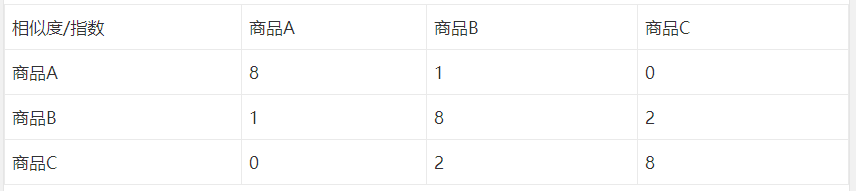 相似度/指数 商品A 商品B 商品C
商品A 8 1 0
商品B 1 8 2
商品C 0 2 8